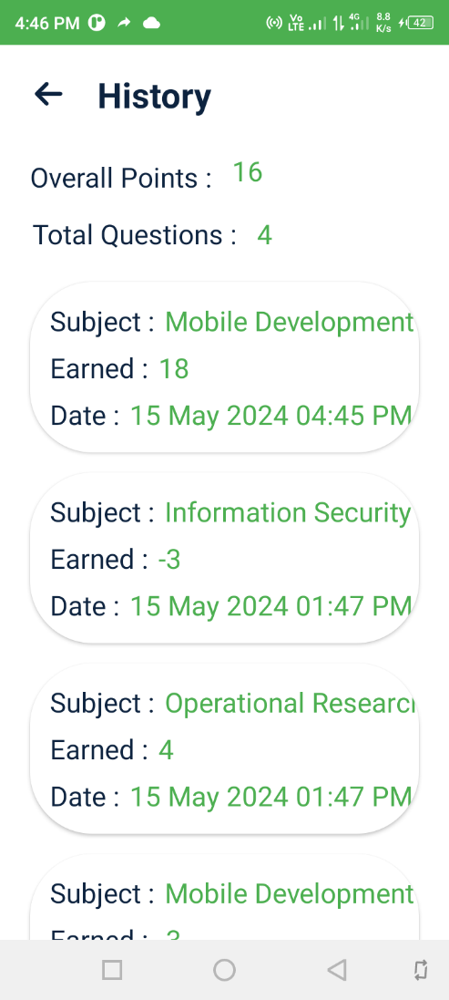 4:46 PM Vo LTE 4G 8.8 K/s 42
History
Overall Points : 16
Total Questions : 4
Subject : Mobile Development
Earned : 18
Date : 15 May 2024 04:45 PM
Subject : Information Security
Earned : -3
Date : 15 May 2024 01:47 PM
Subject : Operational Research
Earned : 4
Date : 15 May 2024 01:47 PM
Subject : Mobile Development
Earned :